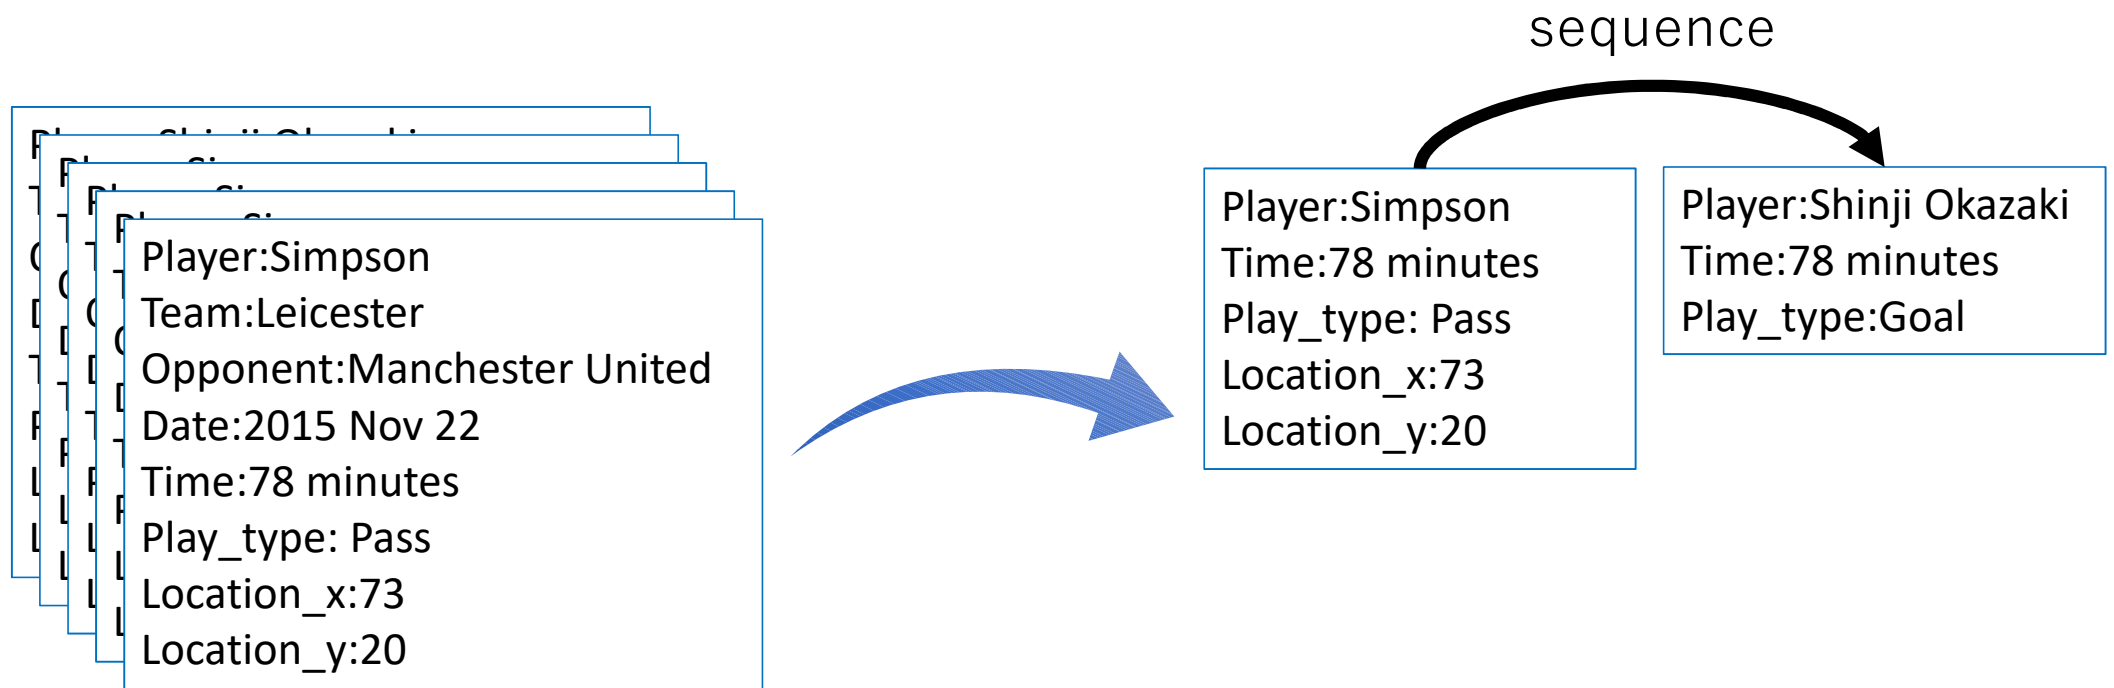 sequence
Player:Simpson
Team:Leicester
Opponent:Manchester United
Date:2015 Nov 22
Time:78 minutes
Play_type: Pass
Location_x:73
Location_y:20
Player:Simpson
Time:78 minutes
Play_type: Pass
Location_x:73
Location_y:20
Player:Shinji Okazaki
Time:78 minutes
Play_type:Goal